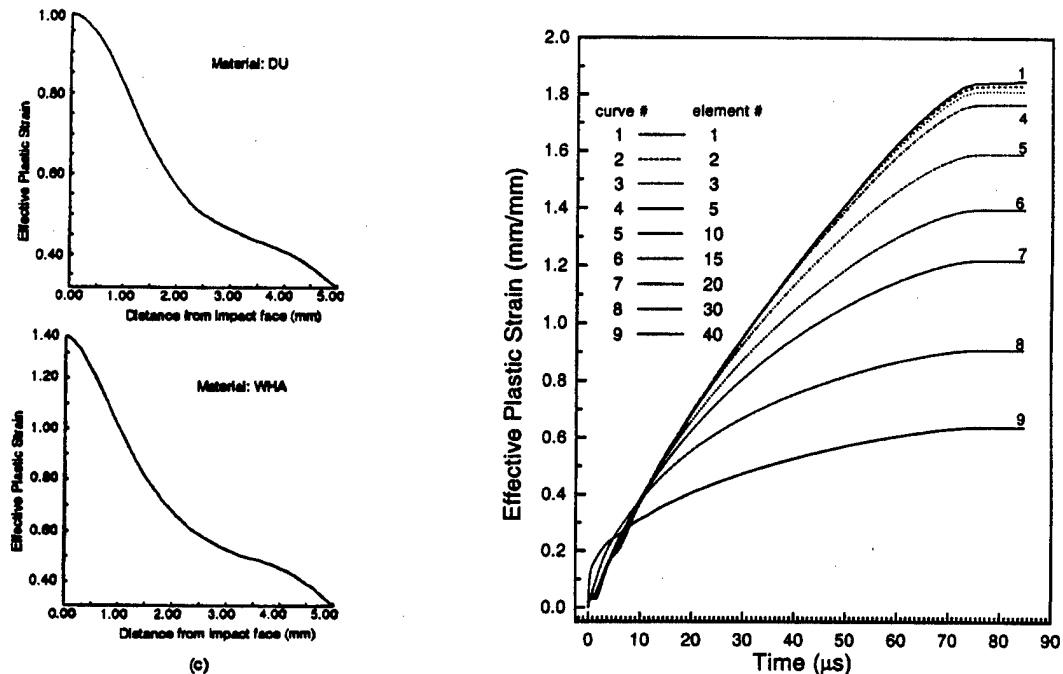 1.00
0.80
0.60
0.40
Effective Plastic Strain
Material: DU
0.00 1.00 2.00 3.00 4.00 5.00
Distance from Impact face (mm)
1.40
1.20
1.00
0.80
0.60
0.40
Effective Plastic Strain
Material: WHA
0.00 1.00 2.00 3.00 4.00 5.00
Distance from Impact face (mm)
(c)
2.0
1.8
1.6
1.4
1.2
1.0
0.8
0.6
0.4
0.2
0.0
Effective Plastic Strain (mm/mm)
curve # element #
1 1
2 2
3 3
4 5
5 10
6 15
7 20
8 30
9 40
1
4
5
6
7
8
9
0 10 20 30 40 50 60 70 80 90
Time (μs)